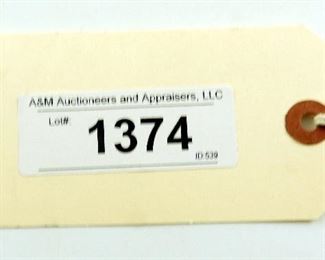 A&M Auctioneers and Appraisers, LLC
Lot#:
1374
ID:539